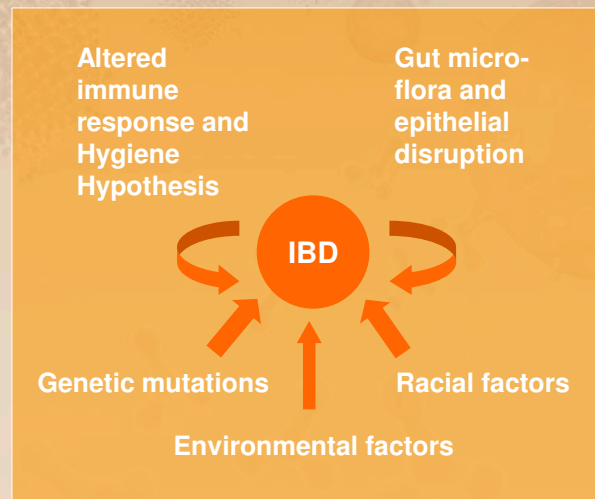 Altered
immune
response and
Hygiene
Hypothesis
Gut micro-
flora and
epithelial
disruption
IBD
Genetic mutations
Racial factors
Environmental factors